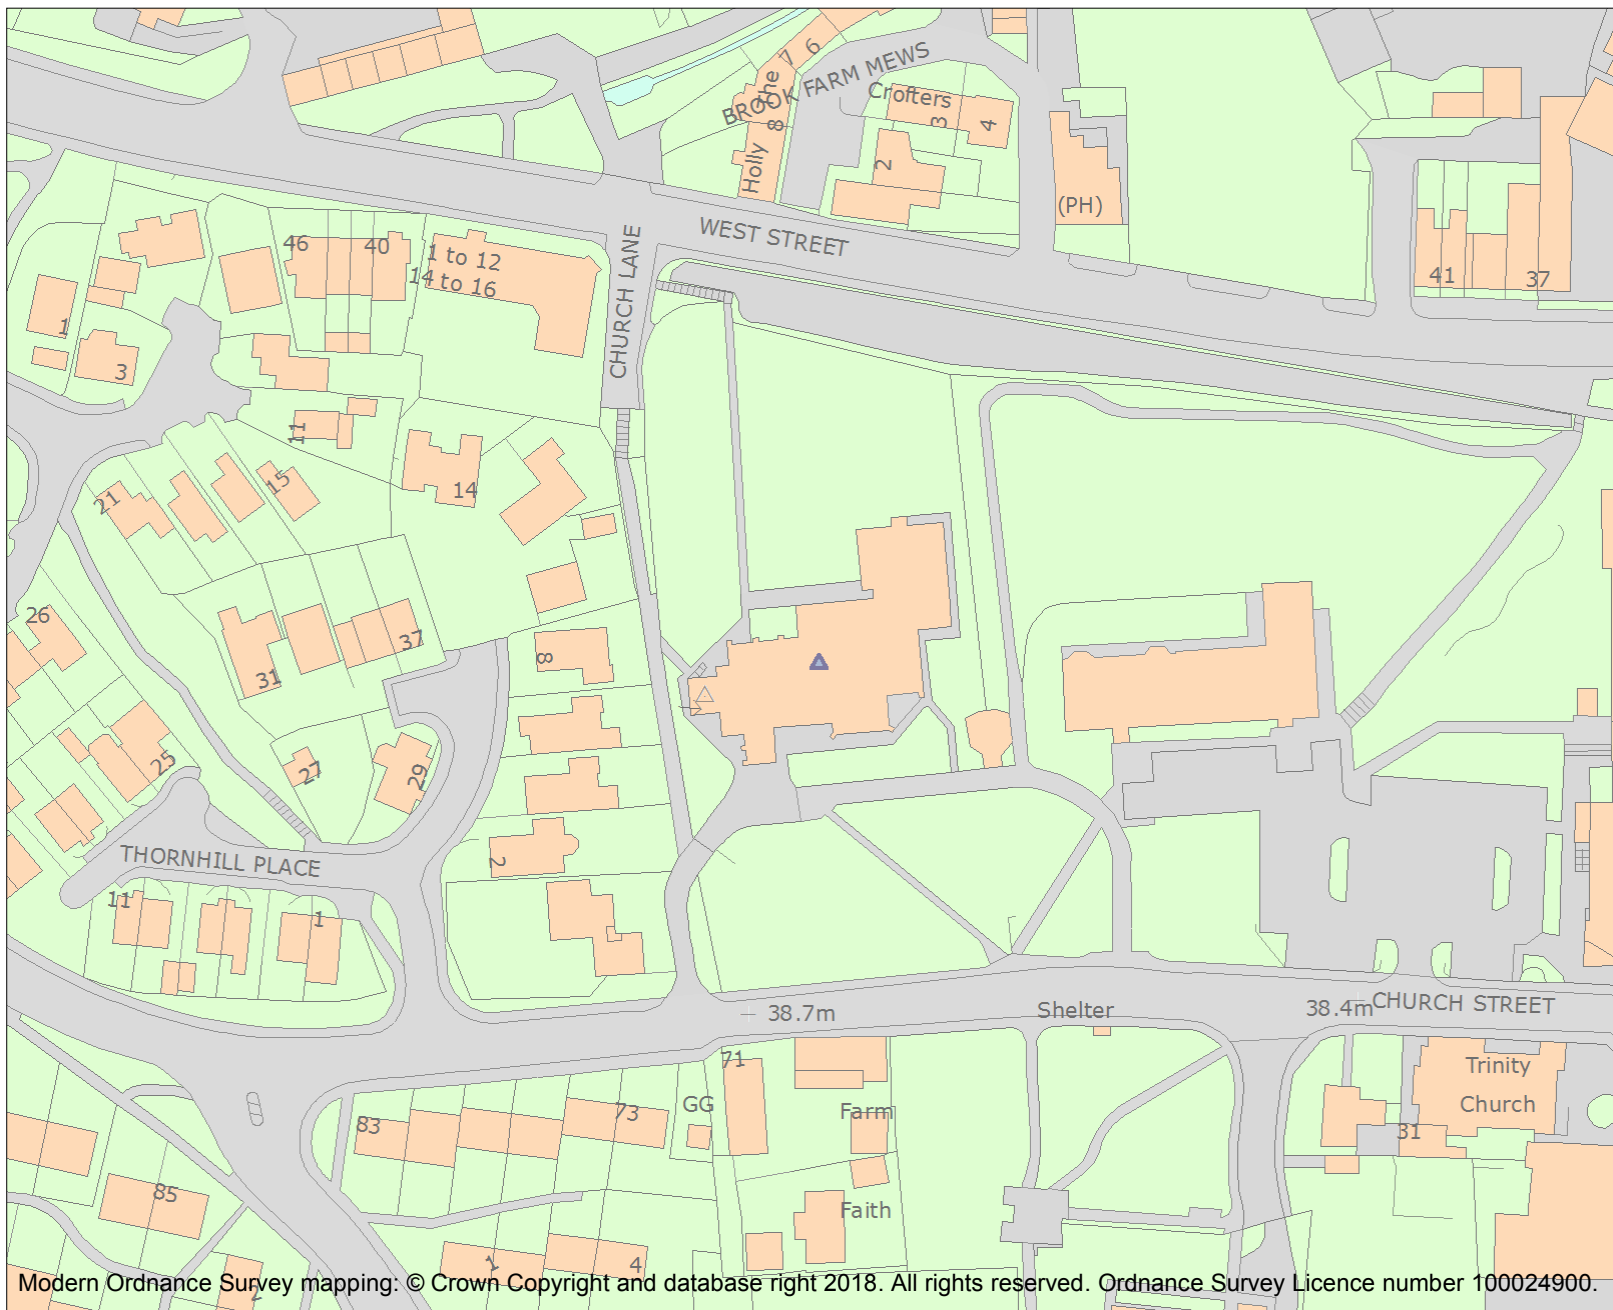 7 6
The
BROOK FARM MEWS
Crofters
3
4
8
Holly
2
(PH)
WEST STREET
CHURCH LANE
46
40
1 to 12
14 to 16
41
37
1
3
11
15
14
21
26
31
37
8
25
27
29
2
THORNHILL PLACE
11
1
38.7m
Shelter
38.4m
CHURCH STREET
71
Trinity
Church
GG
73
83
Farm
31
85
Faith
1
4
2
Modern Ordnance Survey mapping: © Crown Copyright and database right 2018. All rights reserved. Ordnance Survey Licence number 100024900.